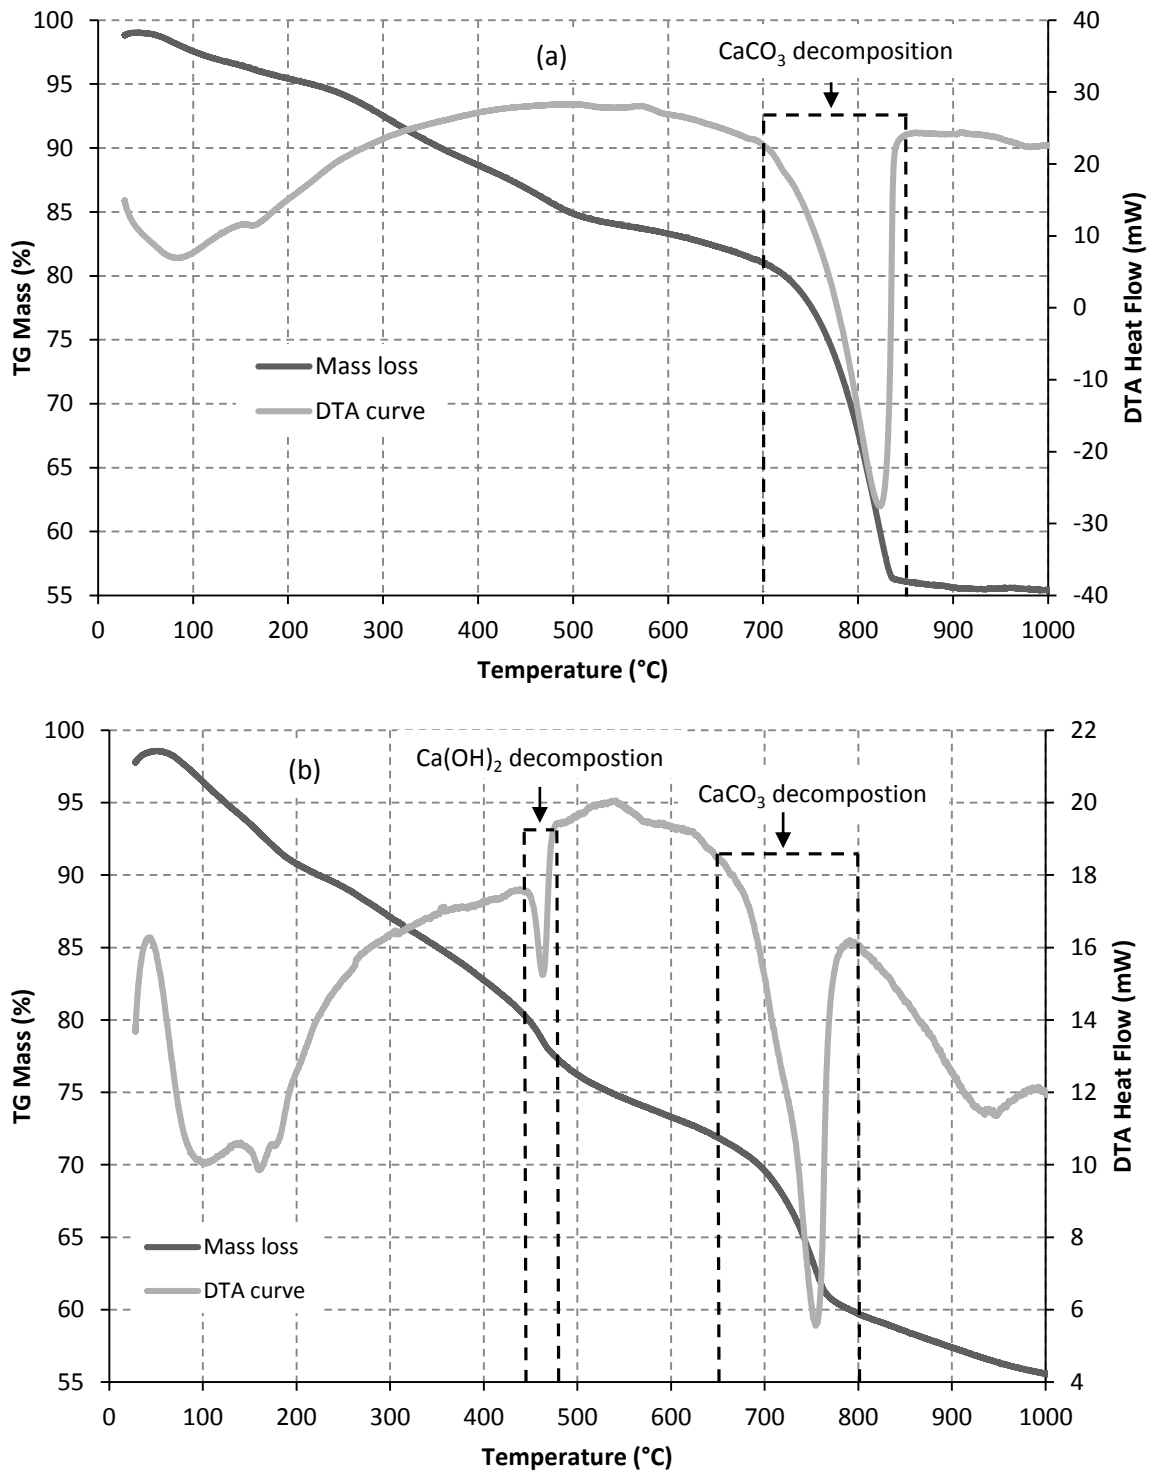 (a)
CaCO₃ decomposition
100
95
90
85
80
75
70
65
60
55
TG Mass (%)
40
30
20
10
0
-10
-20
-30
-40
DTA Heat Flow (mW)
Mass loss
DTA curve
0 100 200 300 400 500 600 700 800 900 1000
Temperature (°C)
(b)
Ca(OH)₂ decompostion
CaCO₃ decompostion
100
95
90
85
80
75
70
65
60
55
TG Mass (%)
22
20
18
16
14
12
10
8
6
4
DTA Heat Flow (mW)
Mass loss
DTA curve
0 100 200 300 400 500 600 700 800 900 1000
Temperature (°C)